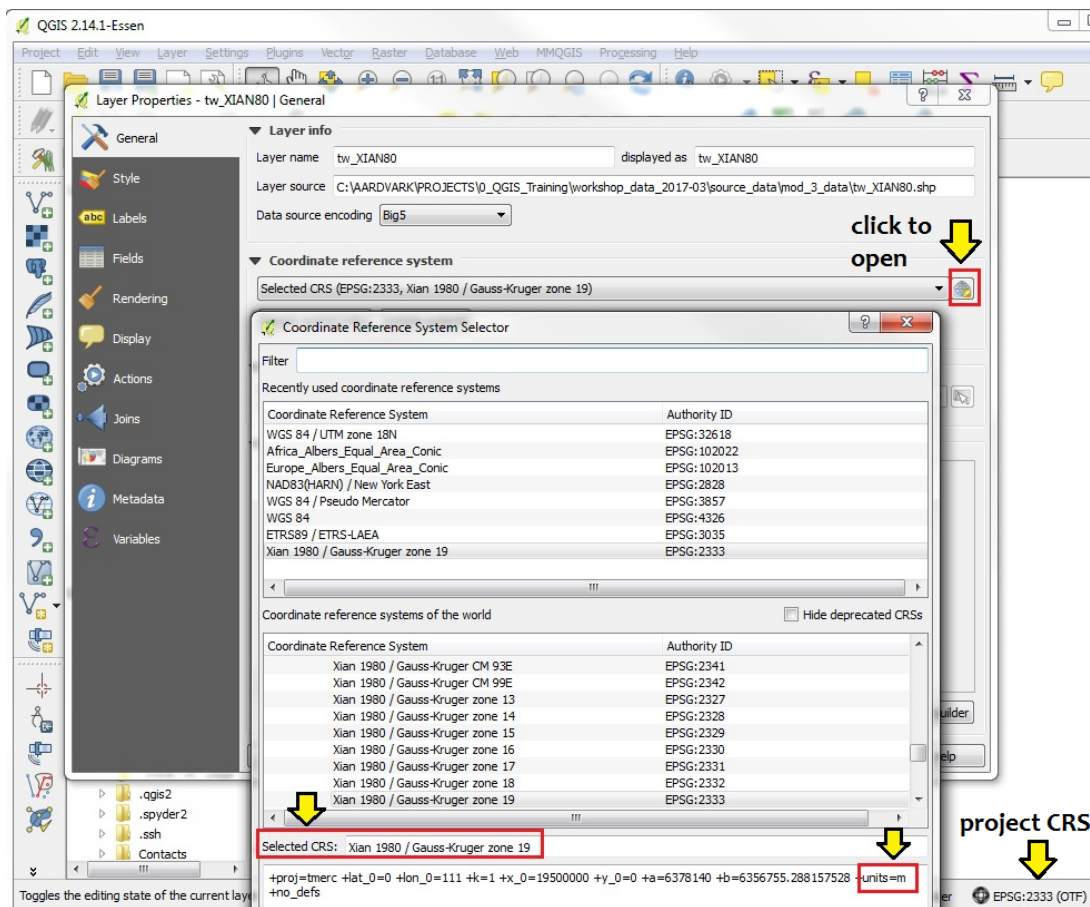 QGIS 2.14.1-Essen
Project Edit View Layer Settings Plugins Vector Raster Database Web MMQGIS Processing Help
Layer Properties - tw_XIAN80 | General
General
Style
Labels
Fields
Rendering
Display
Actions
Joins
Diagrams
Metadata
Variables
Layer info
Layer name tw_XIAN80 displayed as tw_XIAN80
Layer source C:\AARDVARK\PROJECTS\0_QGIS_Training\workshop_data_2017-03\source_data\mod_3_data\tw_XIAN80.shp
Data source encoding Big5
click to
open
Coordinate reference system
Selected CRS (EPSG:2333, Xian 1980 / Gauss-Kruger zone 19)
Coordinate Reference System Selector
Filter
Recently used coordinate reference systems
Coordinate Reference System Authority ID
WGS 84 / UTM zone 18N EPSG:32618
Africa_Albers_Equal_Area_Conic EPSG:102022
Europe_Albers_Equal_Area_Conic EPSG:102013
NAD83(HARN) / New York East EPSG:2828
WGS 84 / Pseudo Mercator EPSG:3857
WGS 84 EPSG:4326
ETRS89 / ETRS-LAEA EPSG:3035
Xian 1980 / Gauss-Kruger zone 19 EPSG:2333
Coordinate reference systems of the world Hide deprecated CRSs
Coordinate Reference System Authority ID
Xian 1980 / Gauss-Kruger CM 93E EPSG:2341
Xian 1980 / Gauss-Kruger CM 99E EPSG:2342
Xian 1980 / Gauss-Kruger zone 13 EPSG:2327
Xian 1980 / Gauss-Kruger zone 14 EPSG:2328
Xian 1980 / Gauss-Kruger zone 15 EPSG:2329
Xian 1980 / Gauss-Kruger zone 16 EPSG:2330
Xian 1980 / Gauss-Kruger zone 17 EPSG:2331
Xian 1980 / Gauss-Kruger zone 18 EPSG:2332
Xian 1980 / Gauss-Kruger zone 19 EPSG:2333
Selected CRS: Xian 1980 / Gauss-Kruger zone 19
+proj=tmerc +lat_0=0 +lon_0=111 +k=1 +x_0=19500000 +y_0=0 +a=6378140 +b=6356755.288157528 +units=m
+no_defs
.qgis2
.spyder2
.ssh
Contacts
project CRS
Toggles the editing state of the current laye
EPSG:2333 (OTF)